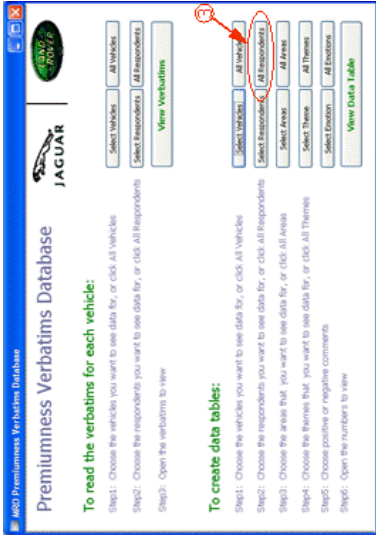 MRO Premiumness Verbatims Database
Premiumness Verbatims Database
JAGUAR
LAND ROVER
To read the verbatims for each vehicle:
Step1: Choose the vehicles you want to see data for, or click All Vehicles
Select Vehicles
All Vehicles
Step2: Choose the respondents you want to see data for, or click All Respondents
Select Respondents
All Respondents
Step3: Open the verbatims to view
View Verbatims
To create data tables:
Step1: Choose the vehicles you want to see data for, or click All Vehicles
Select Vehicles
All Vehicles
3
Step2: Choose the respondents you want to see data for, or click All Respondents
Select Respondents
All Respondents
Step3: Choose the areas that you want to see data for, or click All Areas
Select Areas
All Areas
Step4: Choose the themes that you want to see data for, or click All Themes
Select Theme
All Themes
Step5: Choose positive or negative comments
Select Emotion
All Emotions
Step6: Open the numbers to view
View Data Table